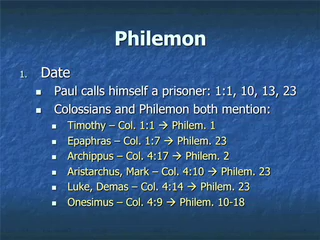 Philemon
1. Date
■ Paul calls himself a prisoner: 1:1, 10, 13, 23
■ Colossians and Philemon both mention:
■ Timothy – Col. 1:1 → Philem. 1
■ Epaphras – Col. 1:7 → Philem. 23
■ Archippus – Col. 4:17 → Philem. 2
■ Aristarchus, Mark – Col. 4:10 → Philem. 23
■ Luke, Demas – Col. 4:14 → Philem. 23
■ Onesimus – Col. 4:9 → Philem. 10-18